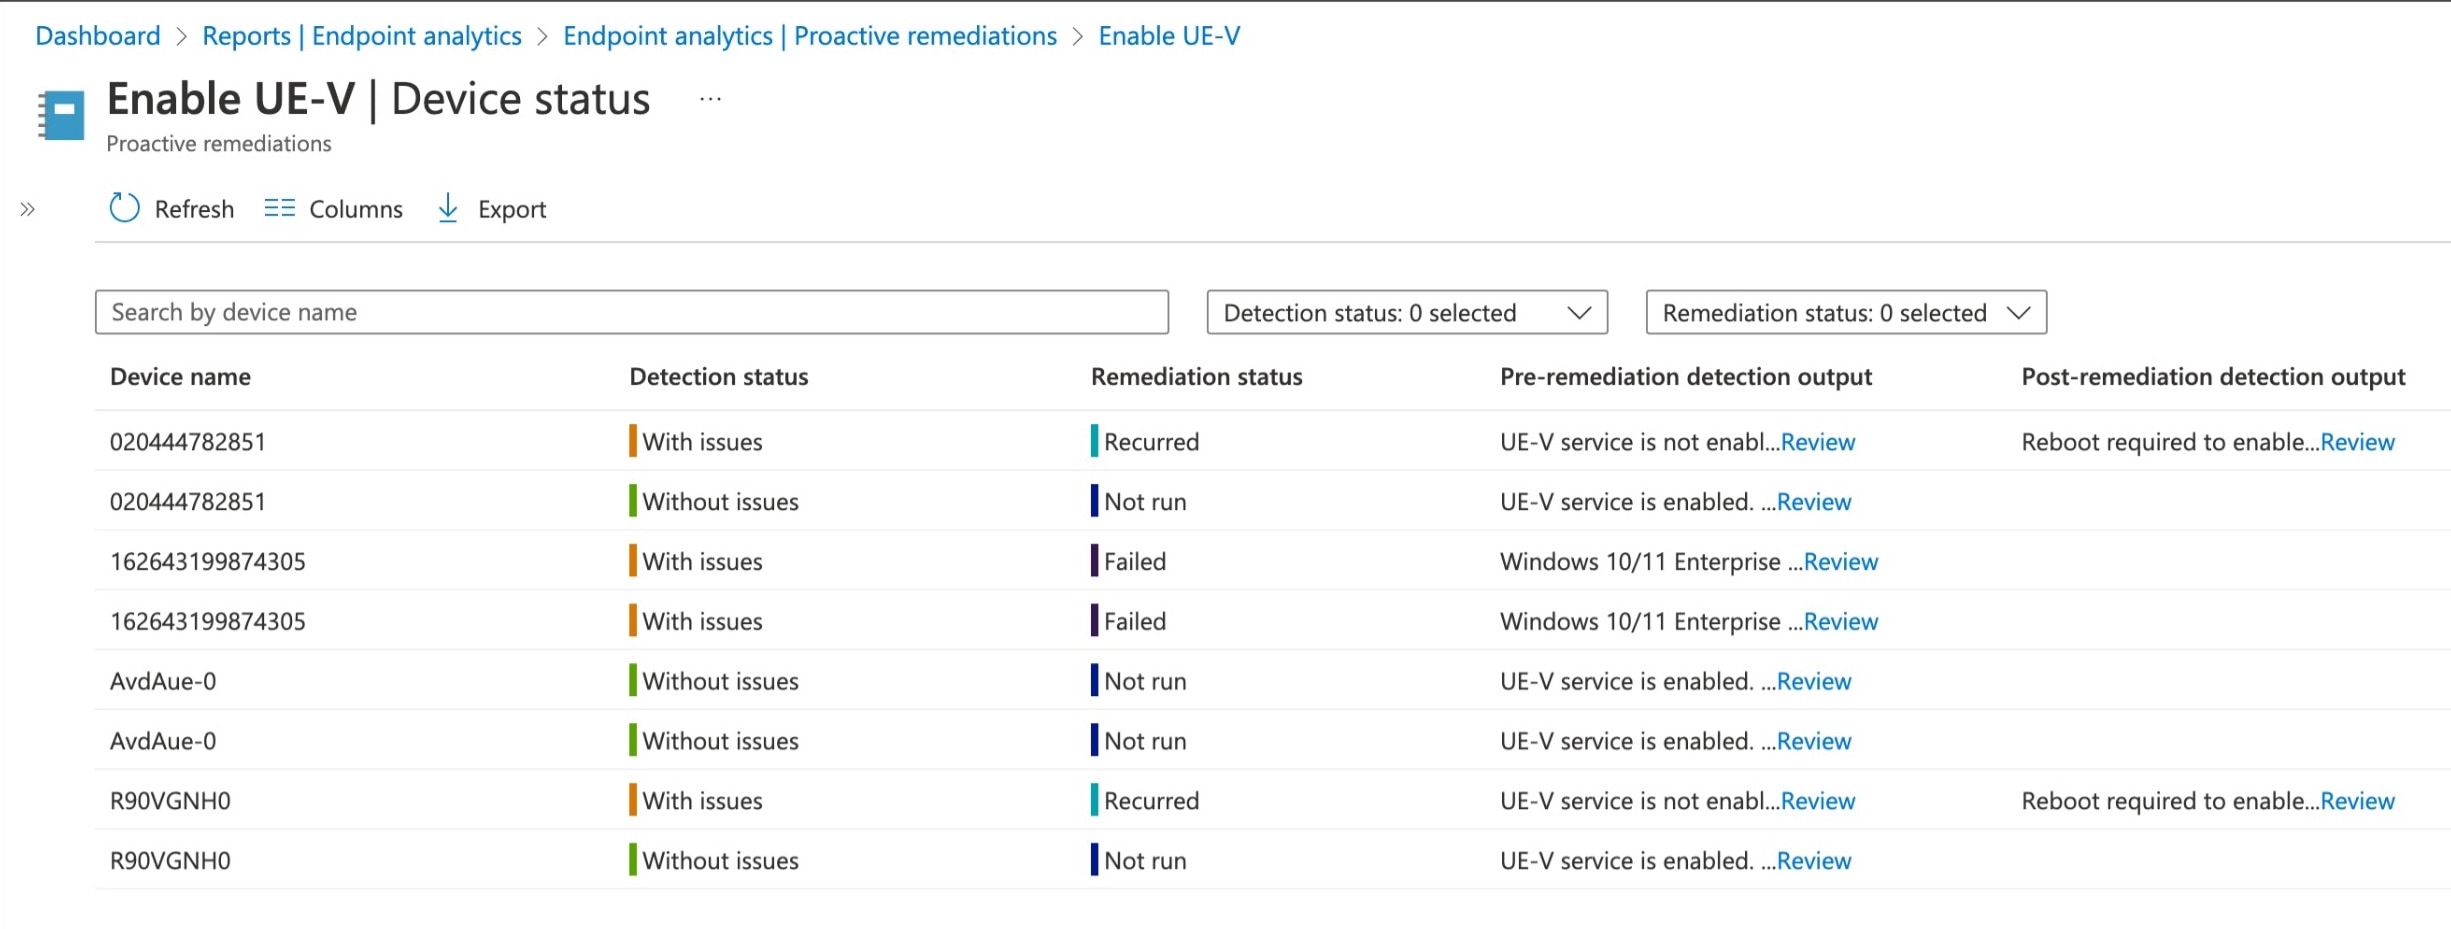 Dashboard > Reports | Endpoint analytics > Endpoint analytics | Proactive remediations > Enable UE-V
Enable UE-V | Device status ...
Proactive remediations
» Refresh Columns Export
Search by device name Detection status: 0 selected Remediation status: 0 selected
Device name Detection status Remediation status Pre-remediation detection output Post-remediation detection output
020444782851 With issues Recurred UE-V service is not enabl...Review Reboot required to enable...Review
020444782851 Without issues Not run UE-V service is enabled. ...Review
162643199874305 With issues Failed Windows 10/11 Enterprise ...Review
162643199874305 With issues Failed Windows 10/11 Enterprise ...Review
AvdAue-0 Without issues Not run UE-V service is enabled. ...Review
AvdAue-0 Without issues Not run UE-V service is enabled. ...Review
R90VGNH0 With issues Recurred UE-V service is not enabl...Review Reboot required to enable...Review
R90VGNH0 Without issues Not run UE-V service is enabled. ...Review